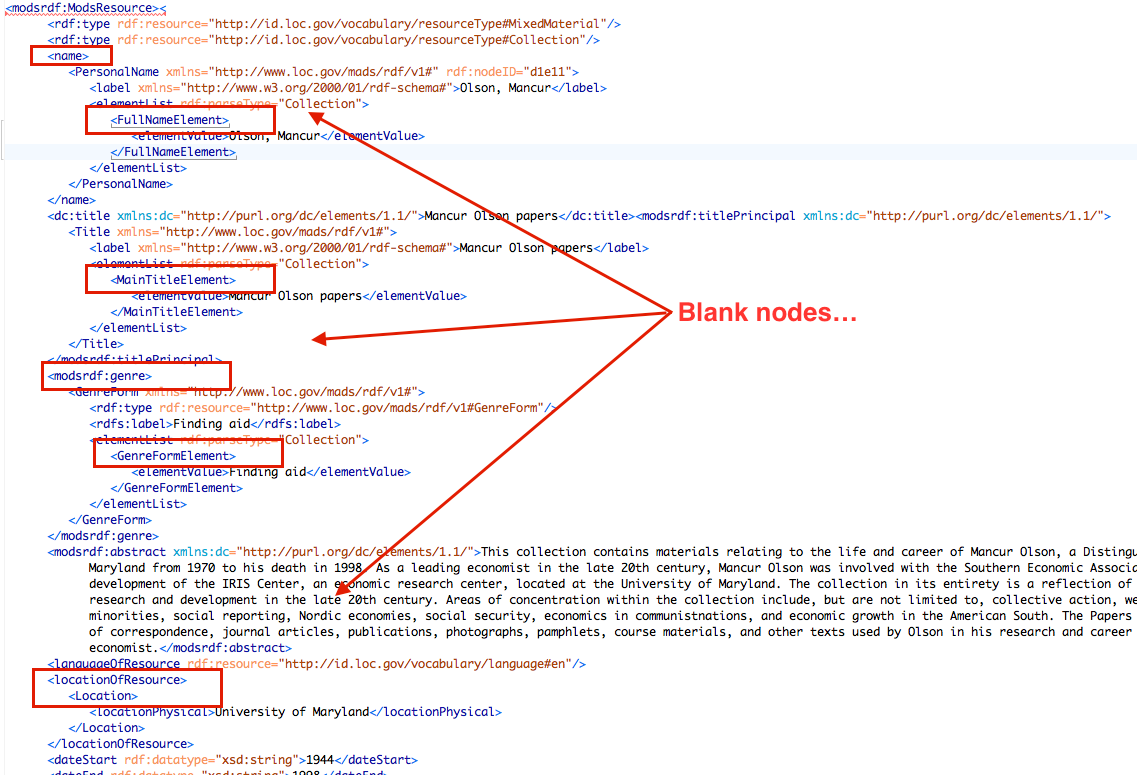 <modsrdf:ModsResource><
<rdf:type rdf:resource="http://id.loc.gov/vocabulary/resourceType#MixedMaterial"/>
<rdf:type rdf:resource="http://id.loc.gov/vocabulary/resourceType#Collection"/>
<name>
<PersonalName xmlns="http://www.loc.gov/mads/rdf/v1#" rdf:nodeID="d1e11">
<label xmlns="http://www.w3.org/2000/01/rdf-schema#">Olson, Mancur</label>
<elementList rdf:parseType="Collection">
<FullNameElement>
<elementValue>Olson, Mancur</elementValue>
</FullNameElement>
</elementList>
</PersonalName>
</name>
<dc:title xmlns:dc="http://purl.org/dc/elements/1.1/">Mancur Olson papers</dc:title><modsrdf:titlePrincipal xmlns:dc="http://purl.org/dc/elements/1.1/">
<Title xmlns="http://www.loc.gov/mads/rdf/v1#">
<label xmlns="http://www.w3.org/2000/01/rdf-schema#">Mancur Olson papers</label>
<elementList rdf:parseType="Collection">
<MainTitleElement>
<elementValue>Mancur Olson papers</elementValue>
</MainTitleElement>
Blank nodes...
</elementList>
</Title>
</modsrdf:titlePrincipal>
<modsrdf:genre>
<GenreForm xmlns="http://www.loc.gov/mads/rdf/v1#">
<rdf:type rdf:resource="http://www.loc.gov/mads/rdf/v1#GenreForm"/>
<rdfs:label>Finding aid</rdfs:label>
<elementList rdf:parseType="Collection">
<GenreFormElement>
<elementValue>Finding aid</elementValue>
</GenreFormElement>
</elementList>
</GenreForm>
</modsrdf:genre>
<modsrdf:abstract xmlns:dc="http://purl.org/dc/elements/1.1/">This collection contains materials relating to the life and career of Mancur Olson, a Distingu
Maryland from 1970 to his death in 1998. As a leading economist in the late 20th century, Mancur Olson was involved with the Southern Economic Associa
development of the IRIS Center, an economic research center, located at the University of Maryland. The collection in its entirety is a reflection of
research and development in the late 20th century. Areas of concentration within the collection include, but are not limited to, collective action, we
minorities, social reporting, Nordic economies, social security, economics in communistnations, and economic growth in the American South. The Papers
of correspondence, journal articles, publications, photographs, pamphlets, course materials, and other texts used by Olson in his research and career
economist.</modsrdf:abstract>
<languageOfResource rdf:resource="http://id.loc.gov/vocabulary/language#en"/>
<locationOfResource>
<Location>
<locationPhysical>University of Maryland</locationPhysical>
</Location>
</locationOfResource>
<dateStart rdf:datatype="xsd:string">1944</dateStart>
<dateEnd rdf:datatype="xsd:string">1998</dateEnd>